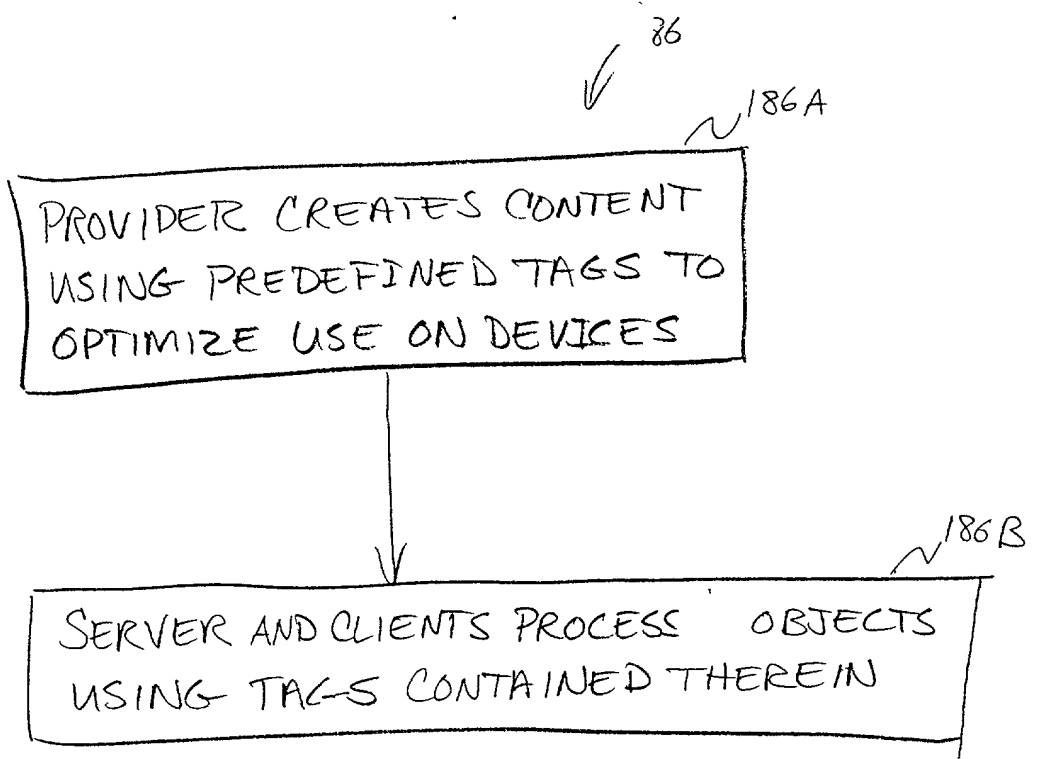 86
186A
PROVIDER CREATES CONTENT
USING PREDEFINED TAGS TO
OPTIMIZE USE ON DEVICES
186B
SERVER AND CLIENTS PROCESS OBJECTS
USING TAGS CONTAINED THEREIN